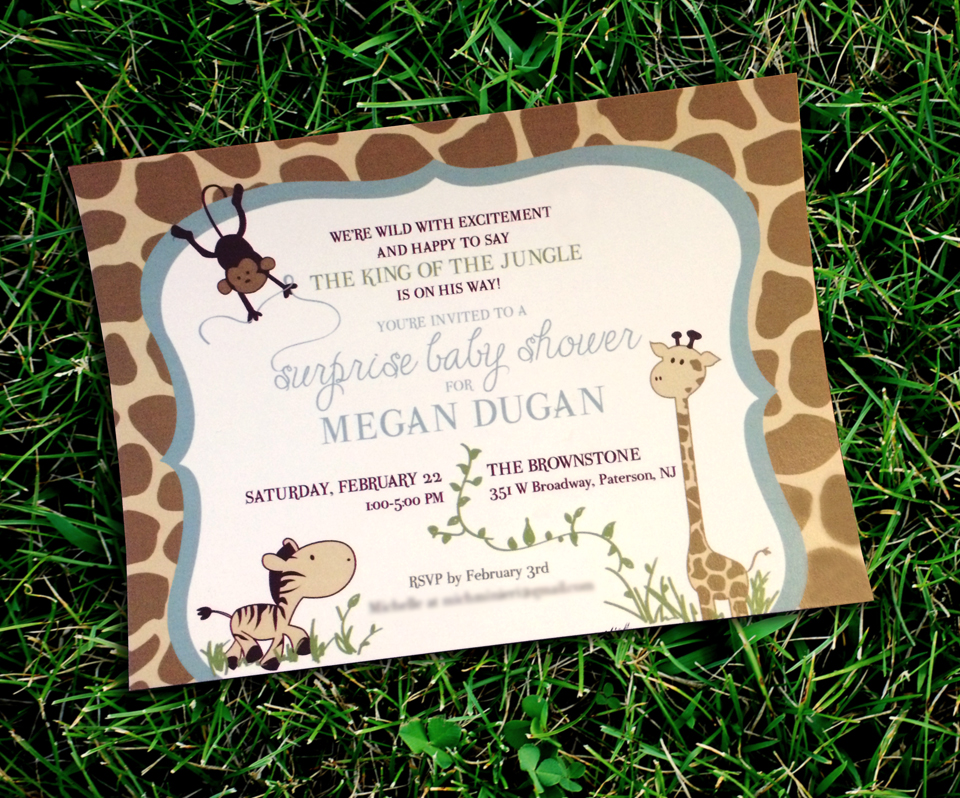 WE'RE WILD WITH EXCITEMENT
AND HAPPY TO SAY
THE KING OF THE JUNGLE
IS ON HIS WAY!
YOU'RE INVITED TO A
surprise baby shower
FOR
MEGAN DUGAN
SATURDAY, FEBRUARY 22
1:00-5:00 PM
THE BROWNSTONE
351 W Broadway, Paterson, NJ
RSVP by February 3rd